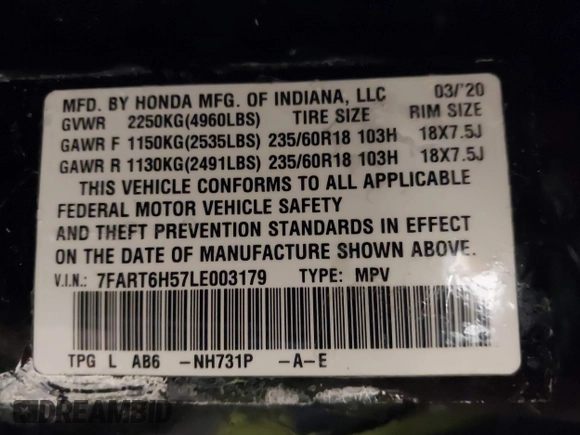 MFD. BY HONDA MFG. OF INDIANA, LLC 03/'20
GVWR 2250KG(4960LBS) TIRE SIZE RIM SIZE
GAWR F 1150KG(2535LBS) 235/60R18 103H 18X7.5J
GAWR R 1130KG(2491LBS) 235/60R18 103H 18X7.5J
THIS VEHICLE CONFORMS TO ALL APPLICABLE
FEDERAL MOTOR VEHICLE SAFETY
AND THEFT PREVENTION STANDARDS IN EFFECT
ON THE DATE OF MANUFACTURE SHOWN ABOVE.
V.I.N.: 7FART6H57LE003179 TYPE: MPV
TPG L AB6 -NH731P -A-E
DREAMBID